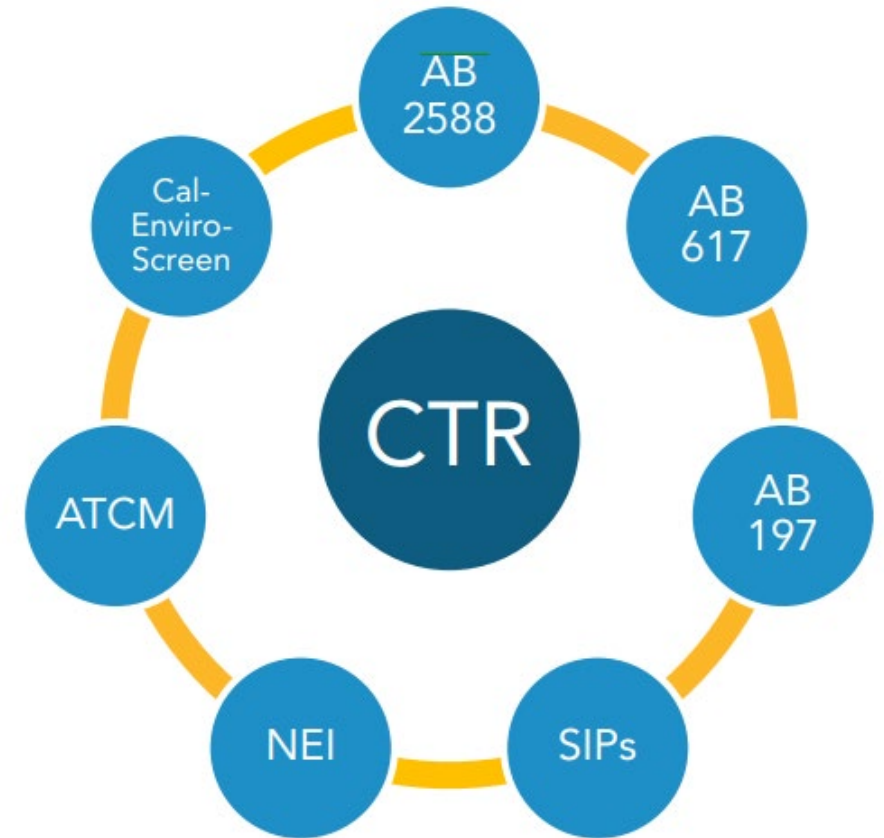 AB
2588
AB
617
AB
197
SIPs
NEI
ATCM
Cal-
Enviro-
Screen
CTR